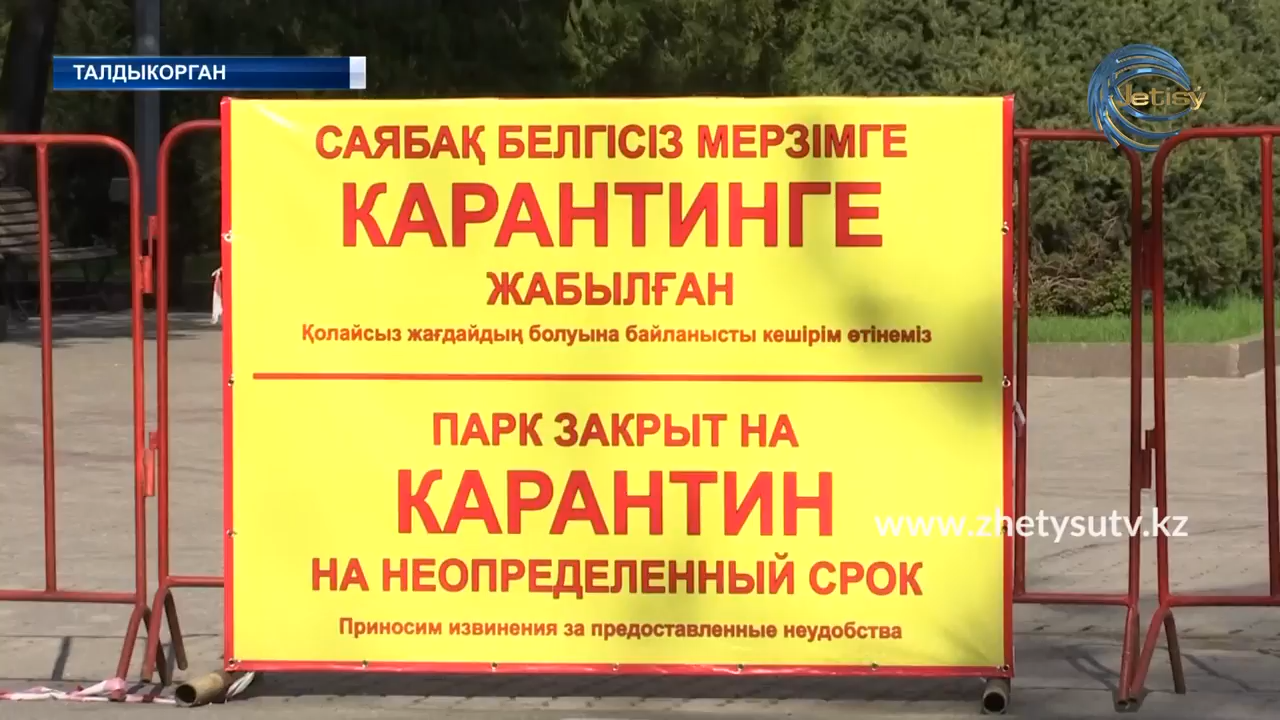 ТАЛДЫКОРГАН
Jetisy
САЯБАҚ БЕЛГІСІЗ МЕРЗІМГЕ
КАРАНТИНГЕ
ЖАБЫЛҒАН
Қолайсыз жағдайдың болуына байланысты кешірім өтінеміз
ПАРК ЗАКРЫТ НА
КАРАНТИН
НА НЕОПРЕДЕЛЕННЫЙ СРОК
Приносим извинения за предоставленные неудобства
www.zhetysutv.kz